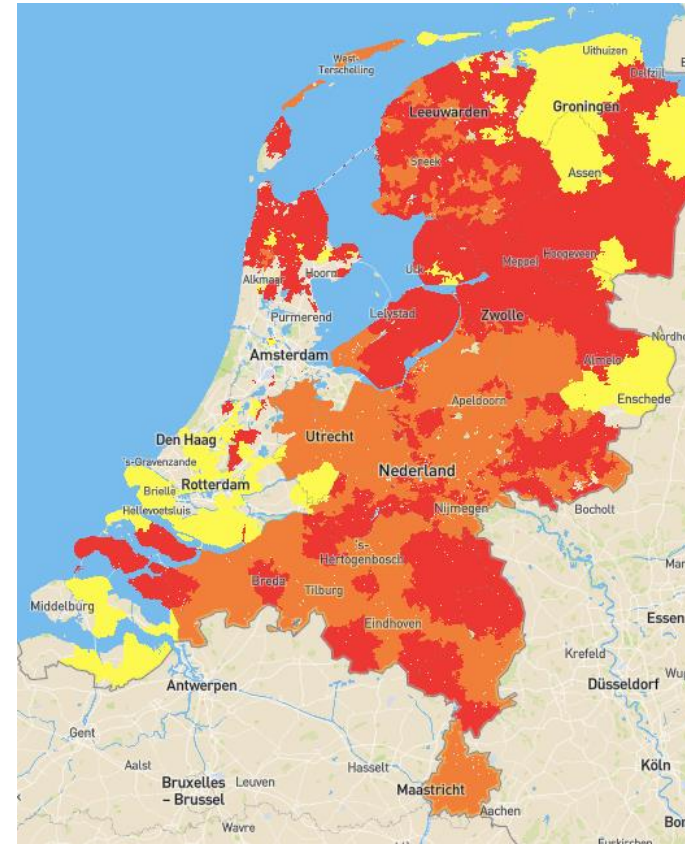 West-
Terschelling
Uithuizen
Delfzijl
Leeuwarden
Groningen
Sneek
Assen
Hoogeveen
Meppel
Alkmaar
Hoorn
Lelystad
Zwolle
Purmerend
Amsterdam
Almelo
Enschede
Apeldoorn
Den Haag
Utrecht
's-Gravenzande
Rotterdam
Nederland
Brielle
Hellevoetsluis
Nijmegen
Bocholt
's-
Hertogenbosch
Breda
Tilburg
Middelburg
Eindhoven
Essen
Krefeld
Antwerpen
Düsseldorf
Gent
Aalst
Hasselt
Köln
Bruxelles
– Brussel
Leuven
Maastricht
Aachen
Wavre